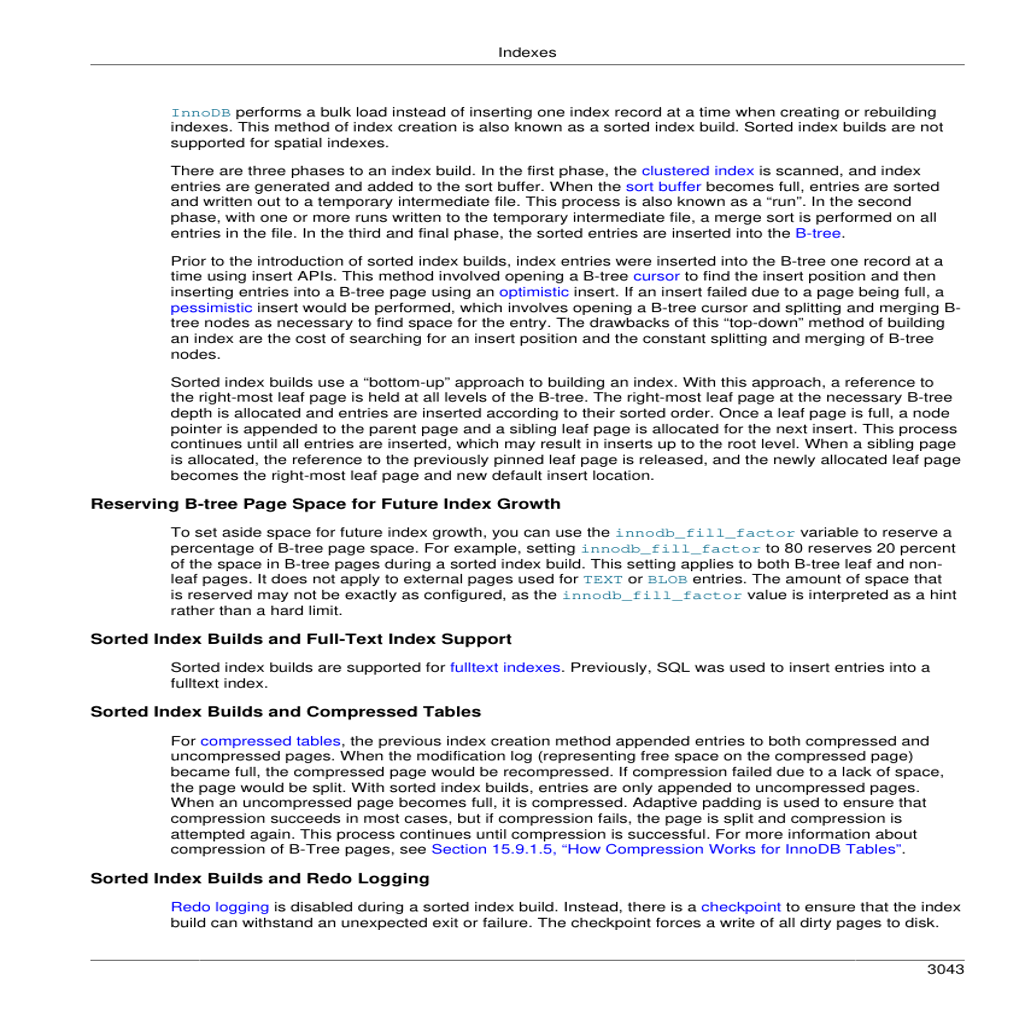 Indexes
InnoDB performs a bulk load instead of inserting one index record at a time when creating or rebuilding
indexes. This method of index creation is also known as a sorted index build. Sorted index builds are not
supported for spatial indexes.
There are three phases to an index build. In the first phase, the clustered index is scanned, and index
entries are generated and added to the sort buffer. When the sort buffer becomes full, entries are sorted
and written out to a temporary intermediate file. This process is also known as a “run”. In the second
phase, with one or more runs written to the temporary intermediate file, a merge sort is performed on all
entries in the file. In the third and final phase, the sorted entries are inserted into the B-tree.
Prior to the introduction of sorted index builds, index entries were inserted into the B-tree one record at a
time using insert APIs. This method involved opening a B-tree cursor to find the insert position and then
inserting entries into a B-tree page using an optimistic insert. If an insert failed due to a page being full, a
pessimistic insert would be performed, which involves opening a B-tree cursor and splitting and merging B-
tree nodes as necessary to find space for the entry. The drawbacks of this “top-down” method of building
an index are the cost of searching for an insert position and the constant splitting and merging of B-tree
nodes.
Sorted index builds use a “bottom-up” approach to building an index. With this approach, a reference to
the right-most leaf page is held at all levels of the B-tree. The right-most leaf page at the necessary B-tree
depth is allocated and entries are inserted according to their sorted order. Once a leaf page is full, a node
pointer is appended to the parent page and a sibling leaf page is allocated for the next insert. This process
continues until all entries are inserted, which may result in inserts up to the root level. When a sibling page
is allocated, the reference to the previously pinned leaf page is released, and the newly allocated leaf page
becomes the right-most leaf page and new default insert location.
Reserving B-tree Page Space for Future Index Growth
To set aside space for future index growth, you can use the innodb_fill_factor variable to reserve a
percentage of B-tree page space. For example, setting innodb_fill_factor to 80 reserves 20 percent
of the space in B-tree pages during a sorted index build. This setting applies to both B-tree leaf and non-
leaf pages. It does not apply to external pages used for TEXT or BLOB entries. The amount of space that
is reserved may not be exactly as configured, as the innodb_fill_factor value is interpreted as a hint
rather than a hard limit.
Sorted Index Builds and Full-Text Index Support
Sorted index builds are supported for fulltext indexes. Previously, SQL was used to insert entries into a
fulltext index.
Sorted Index Builds and Compressed Tables
For compressed tables, the previous index creation method appended entries to both compressed and
uncompressed pages. When the modification log (representing free space on the compressed page)
became full, the compressed page would be recompressed. If compression failed due to a lack of space,
the page would be split. With sorted index builds, entries are only appended to uncompressed pages.
When an uncompressed page becomes full, it is compressed. Adaptive padding is used to ensure that
compression succeeds in most cases, but if compression fails, the page is split and compression is
attempted again. This process continues until compression is successful. For more information about
compression of B-Tree pages, see Section 15.9.1.5, “How Compression Works for InnoDB Tables”.
Sorted Index Builds and Redo Logging
Redo logging is disabled during a sorted index build. Instead, there is a checkpoint to ensure that the index
build can withstand an unexpected exit or failure. The checkpoint forces a write of all dirty pages to disk.
3043